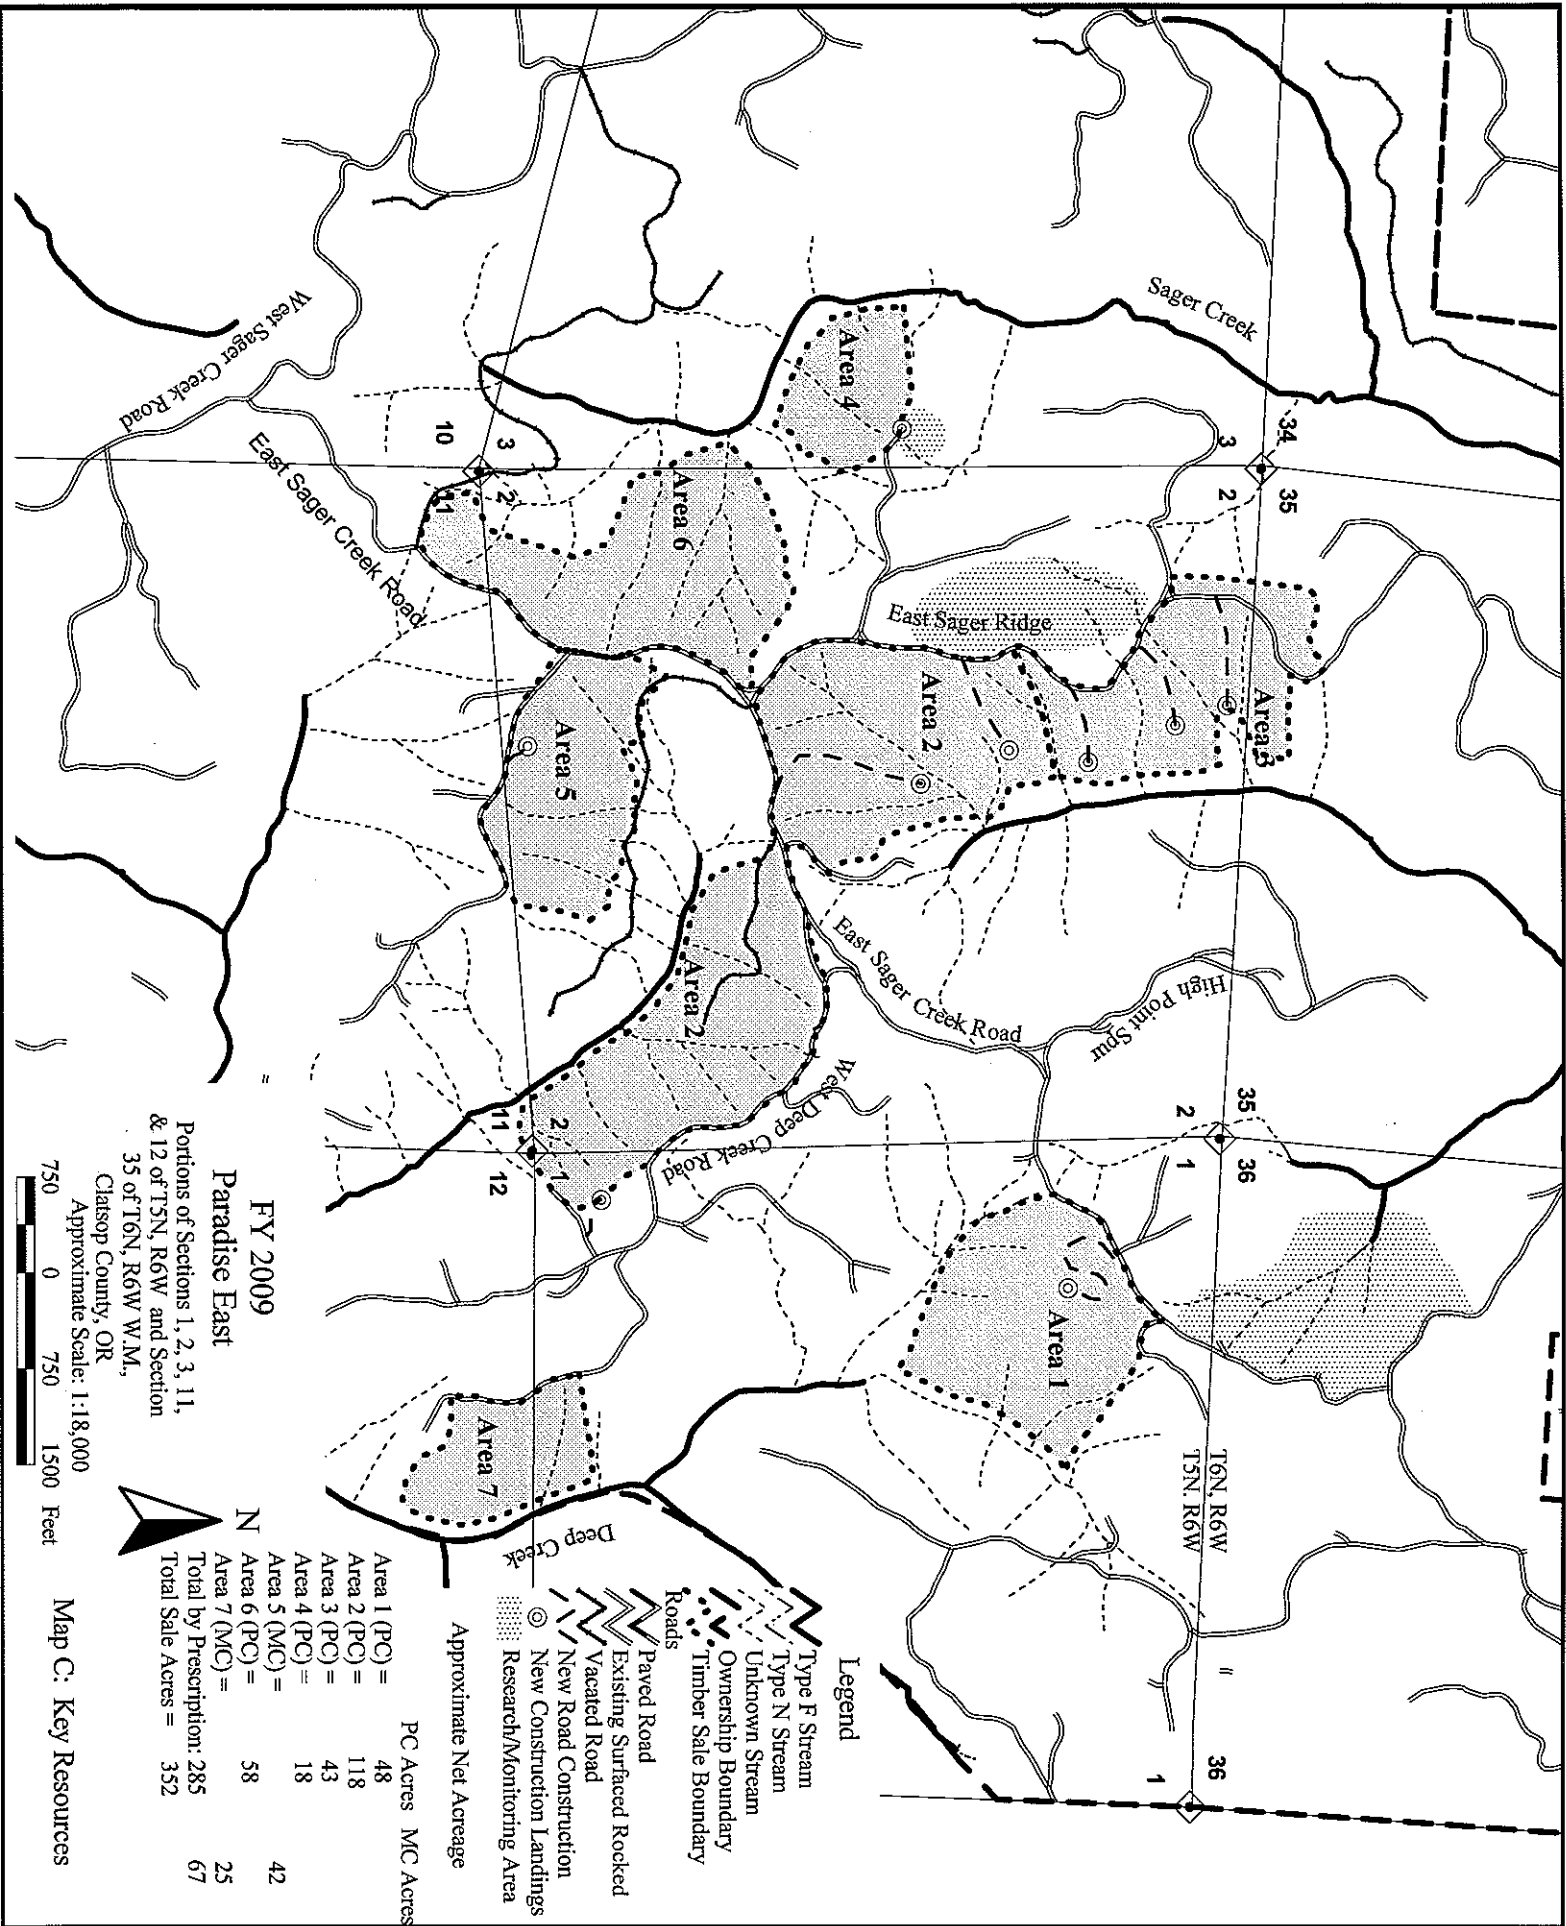 Sager Creek
34
35
3
2
35
36
2
1
36
1
T6N, R6W
T5N, R6W
Area 3
East Sager Ridge
High Point Spur
Area 4
Area 2
East Sager Creek Road
Area 1
West Deep Creek Road
Area 6
Area 2
Area 5
3
2
10
11
2
1
11
12
West Sager Creek Road
East Sager Creek Road
Area 7
Deep Creek
Legend
Type F Stream
Type N Stream
Unknown Stream
Ownership Boundary
Timber Sale Boundary
Roads
Paved Road
Existing Surfaced Rocked
Vacated Road
New Road Construction
New Construction Landings
Research/Monitoring Area
Approximate Net Acreage
PC Acres MC Acres
Area 1 (PC) = 48
Area 2 (PC) = 118
Area 3 (PC) = 43
Area 4 (PC) = 18
Area 5 (MC) = 42
Area 6 (PC) = 58
Area 7 (MC) = 25
Total by Prescription: 285 67
Total Sale Acres = 352
FY 2009
Paradise East
Portions of Sections 1, 2, 3, 11,
& 12 of T5N, R6W and Section
35 of T6N, R6W W.M.,
Clatsop County, OR
Approximate Scale: 1:18,000
750 0 750 1500 Feet
N
Map C: Key Resources